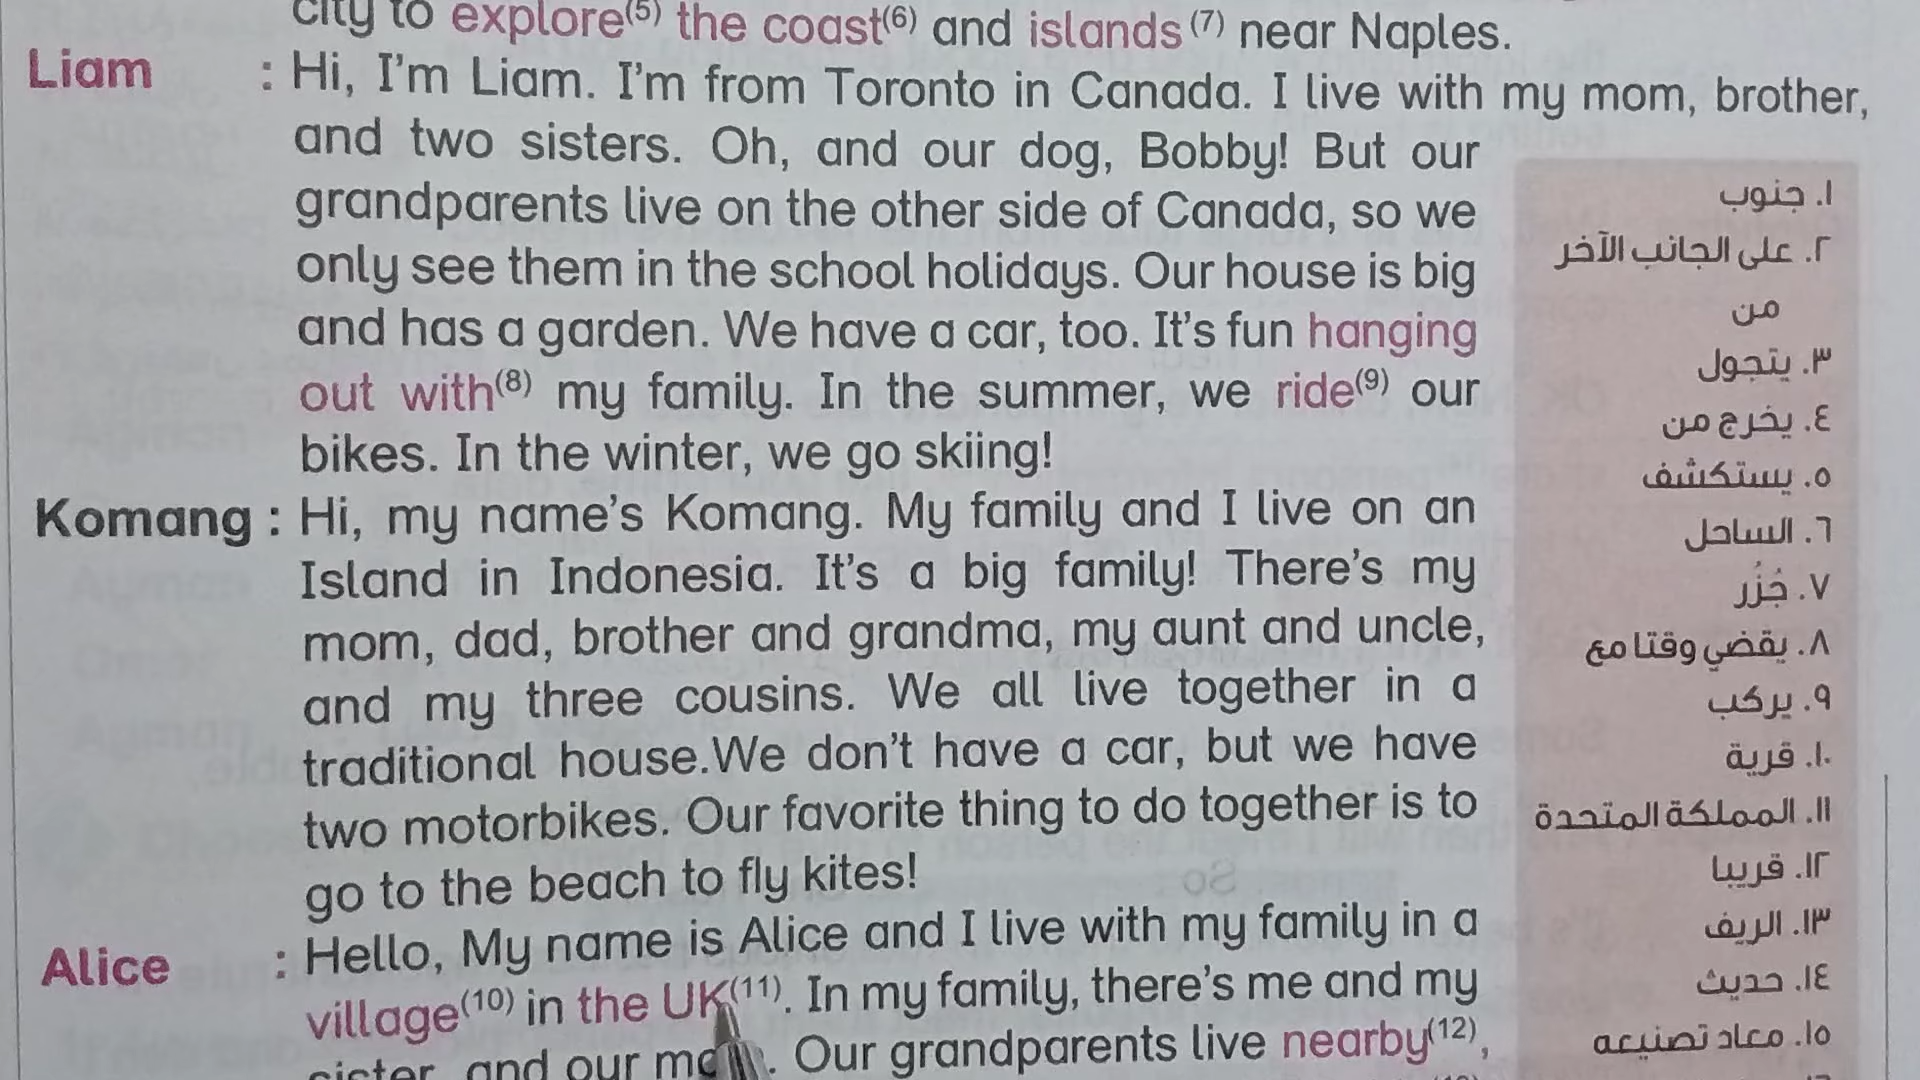 city to explore(5) the coast(6) and islands (7) near Naples.
Liam : Hi, I'm Liam. I'm from Toronto in Canada. I live with my mom, brother,
and two sisters. Oh, and our dog, Bobby! But our
grandparents live on the other side of Canada, so we
only see them in the school holidays. Our house is big
and has a garden. We have a car, too. It's fun hanging
out with(8) my family. In the summer, we ride(9) our
bikes. In the winter, we go skiing!
Komang : Hi, my name's Komang. My family and I live on an
Island in Indonesia. It's a big family! There's my
mom, dad, brother and grandma, my aunt and uncle,
and my three cousins. We all live together in a
traditional house.We don't have a car, but we have
two motorbikes. Our favorite thing to do together is to
go to the beach to fly kites!
Alice : Hello, My name is Alice and I live with my family in a
village(10) in the UK(11). In my family, there's me and my
sister, and our . Our grandparents live nearby(12),
١. جنوب
٢. على الجانب الآخر
من
٣. يتجول
٤. يخرج من
٥. يستكشف
٦. الساحل
٧. جُزُر
٨. يقضي وقتا مع
٩. يركب
١٠. قرية
١١. المملكة المتحدة
١٢. قريبا
١٣. الريف
١٤. حديث
١٥. معاد تصنيعه